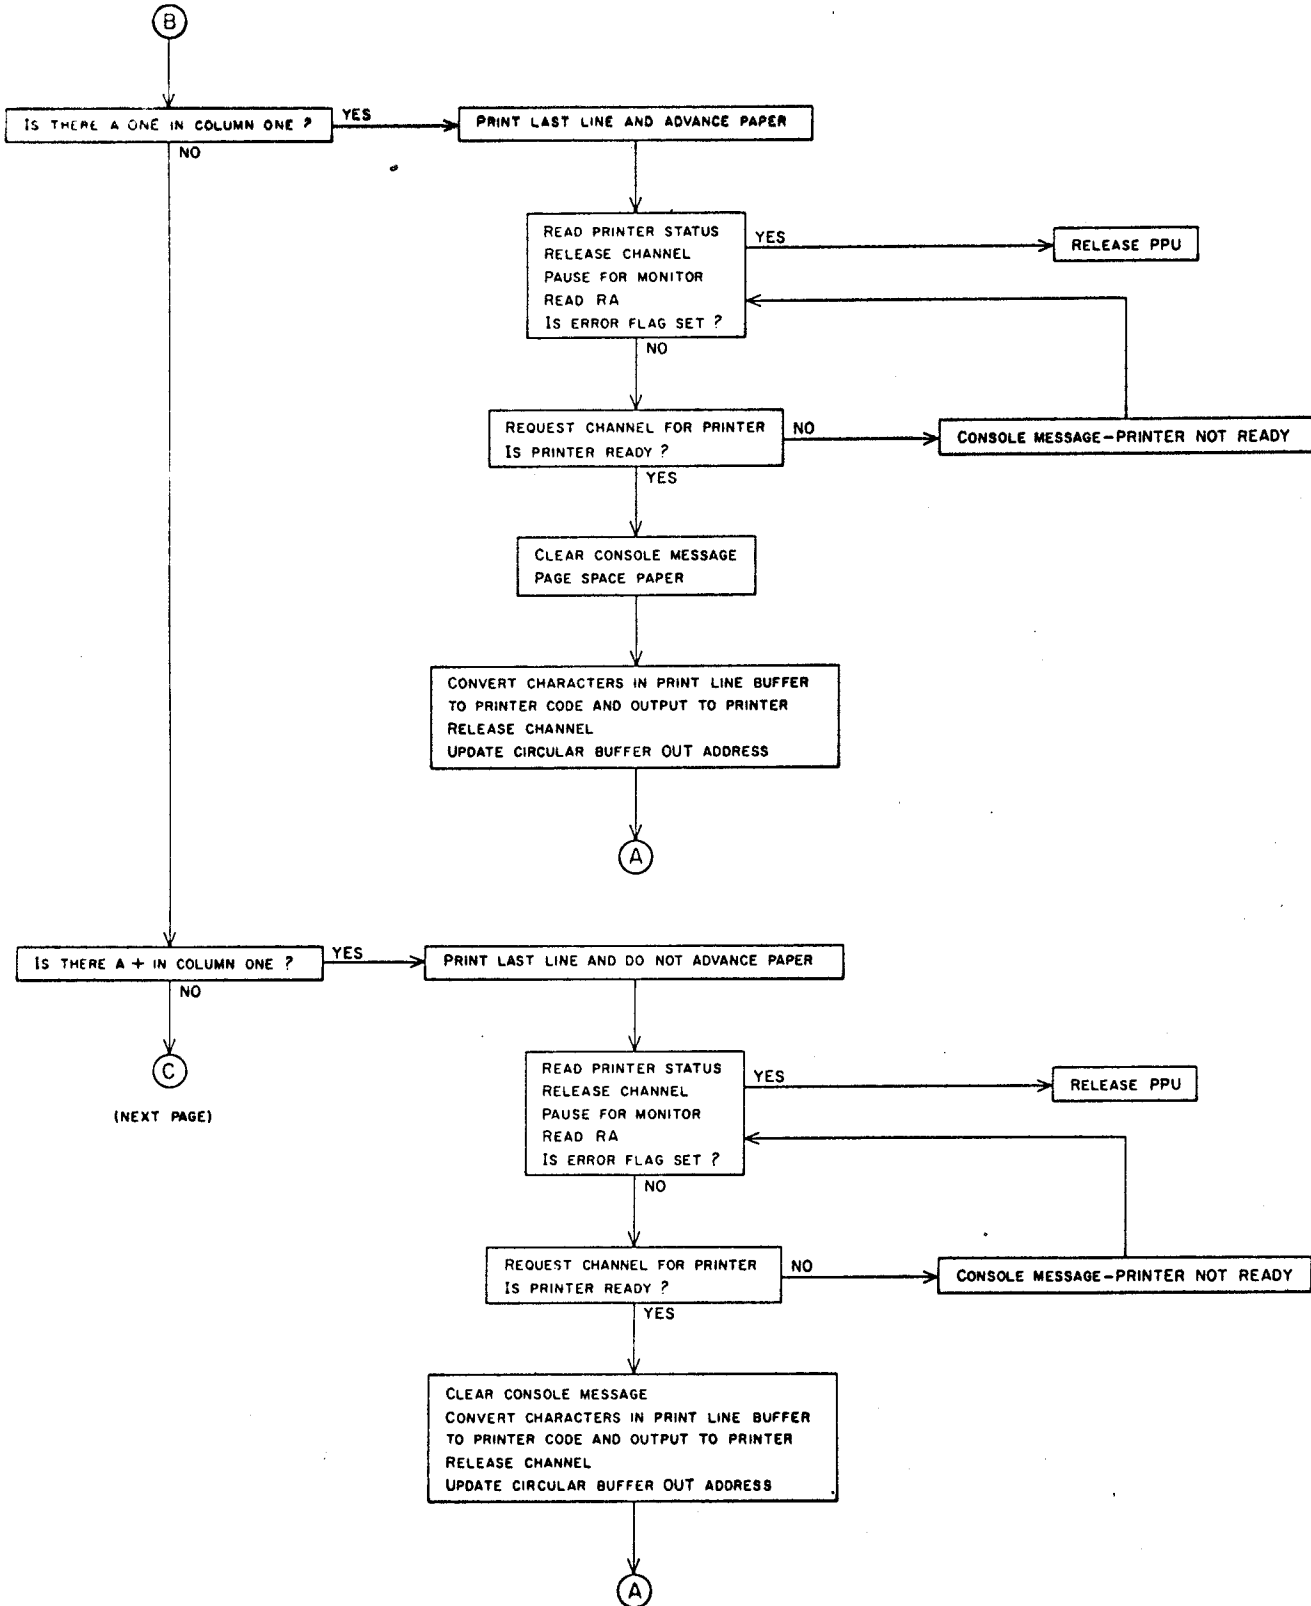 B
IS THERE A ONE IN COLUMN ONE ?
YES
PRINT LAST LINE AND ADVANCE PAPER
NO
READ PRINTER STATUS
RELEASE CHANNEL
PAUSE FOR MONITOR
READ RA
IS ERROR FLAG SET ?
YES
RELEASE PPU
NO
REQUEST CHANNEL FOR PRINTER
IS PRINTER READY ?
NO
CONSOLE MESSAGE-PRINTER NOT READY
YES
CLEAR CONSOLE MESSAGE
PAGE SPACE PAPER
CONVERT CHARACTERS IN PRINT LINE BUFFER
TO PRINTER CODE AND OUTPUT TO PRINTER
RELEASE CHANNEL
UPDATE CIRCULAR BUFFER OUT ADDRESS
A
IS THERE A + IN COLUMN ONE ?
YES
PRINT LAST LINE AND DO NOT ADVANCE PAPER
NO
C
(NEXT PAGE)
READ PRINTER STATUS
RELEASE CHANNEL
PAUSE FOR MONITOR
READ RA
IS ERROR FLAG SET ?
YES
RELEASE PPU
NO
REQUEST CHANNEL FOR PRINTER
IS PRINTER READY ?
NO
CONSOLE MESSAGE-PRINTER NOT READY
YES
CLEAR CONSOLE MESSAGE
CONVERT CHARACTERS IN PRINT LINE BUFFER
TO PRINTER CODE AND OUTPUT TO PRINTER
RELEASE CHANNEL
UPDATE CIRCULAR BUFFER OUT ADDRESS
A